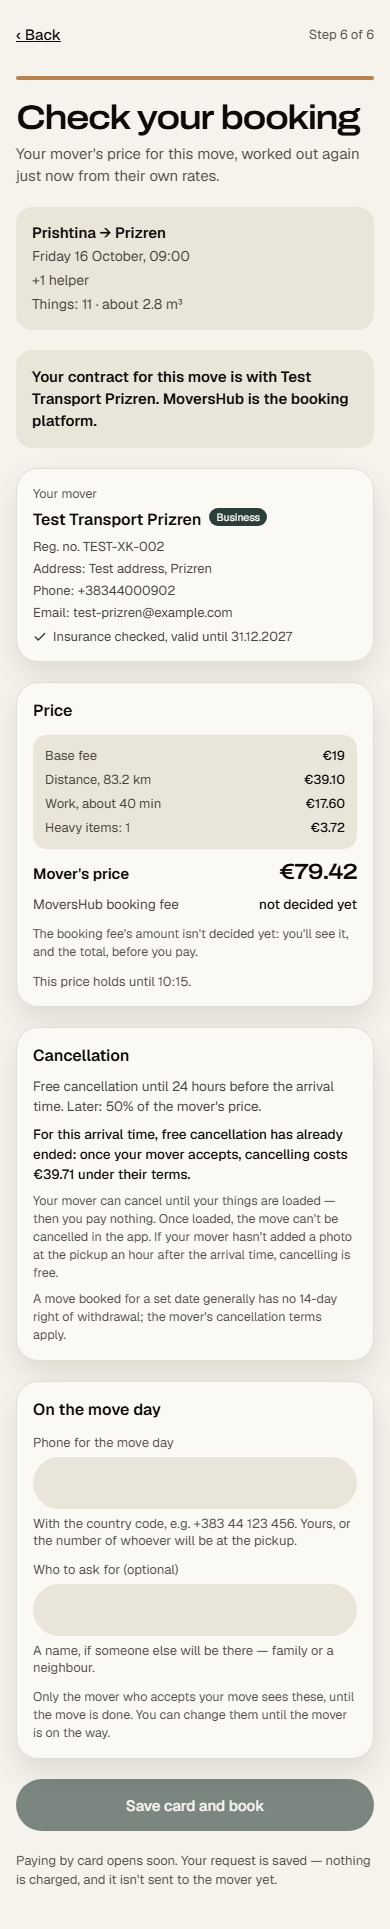 ‹ Back
Step 6 of 6
Check your booking
Your mover's price for this move, worked out again
just now from their own rates.
Prishtina → Prizren
Friday 16 October, 09:00
+1 helper
Things: 11 · about 2.8 m³
Your contract for this move is with Test
Transport Prizren. MoversHub is the booking
platform.
Your mover
Test Transport Prizren Business
Reg. no. TEST-XK-002
Address: Test address, Prizren
Phone: +38344000902
Email: test-prizren@example.com
✓ Insurance checked, valid until 31.12.2027
Price
Base fee €19
Distance, 83.2 km €39.10
Work, about 40 min €17.60
Heavy items: 1 €3.72
Mover's price €79.42
MoversHub booking fee not decided yet
The booking fee's amount isn't decided yet: you'll see it,
and the total, before you pay.
This price holds until 10:15.
Cancellation
Free cancellation until 24 hours before the arrival
time. Later: 50% of the mover's price.
For this arrival time, free cancellation has already
ended: once your mover accepts, cancelling costs
€39.71 under their terms.
Your mover can cancel until your things are loaded —
then you pay nothing. Once loaded, the move can't be
cancelled in the app. If your mover hasn't added a photo
at the pickup an hour after the arrival time, cancelling is
free.
A move booked for a set date generally has no 14-day
right of withdrawal; the mover's cancellation terms
apply.
On the move day
Phone for the move day
With the country code, e.g. +383 44 123 456. Yours, or
the number of whoever will be at the pickup.
Who to ask for (optional)
A name, if someone else will be there — family or a
neighbour.
Only the mover who accepts your move sees these, until
the move is done. You can change them until the mover
is on the way.
Save card and book
Paying by card opens soon. Your request is saved — nothing
is charged, and it isn't sent to the mover yet.